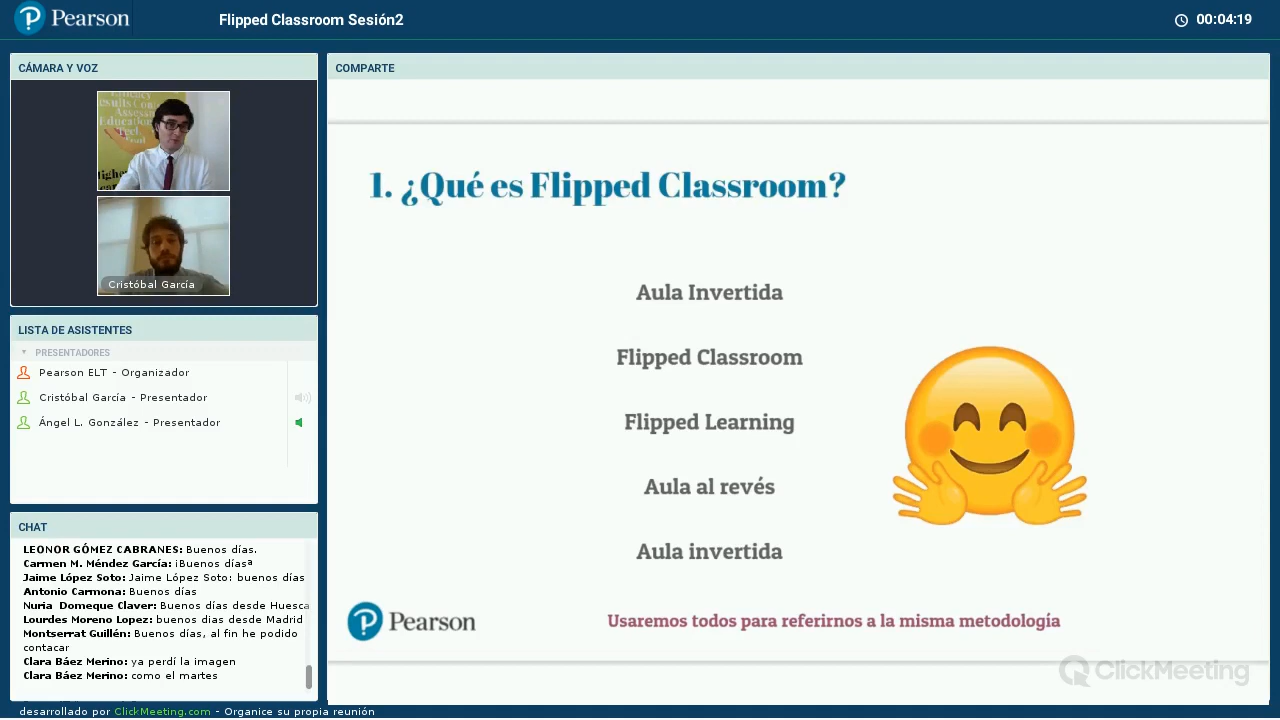 Pearson
Flipped Classroom Sesión2
00:04:19
CÁMARA Y VOZ
Cristóbal García
LISTA DE ASISTENTES
PRESENTADORES
Pearson ELT - Organizador
Cristóbal García - Presentador
Ángel L. González - Presentador
CHAT
LEONOR GÓMEZ CABRANES: Buenos días.
Carmen M. Méndez García: ¡Buenos díasª
Jaime López Soto: Jaime López Soto: buenos días
Antonio Carmona: Buenos días
Nuria Domeque Claver: Buenos días desde Huesca
Lourdes Moreno Lopez: buenos dias desde Madrid
Montserrat Guillén: Buenos días, al fin he podido
contacar
Clara Báez Merino: ya perdí la imagen
Clara Báez Merino: como el martes
desarrollado por ClickMeeting.com - Organice su propia reunión
COMPARTE
1. ¿Qué es Flipped Classroom?
Aula Invertida
Flipped Classroom
Flipped Learning
Aula al revés
Aula invertida
Pearson
Usaremos todos para referirnos a la misma metodología
ClickMeeting